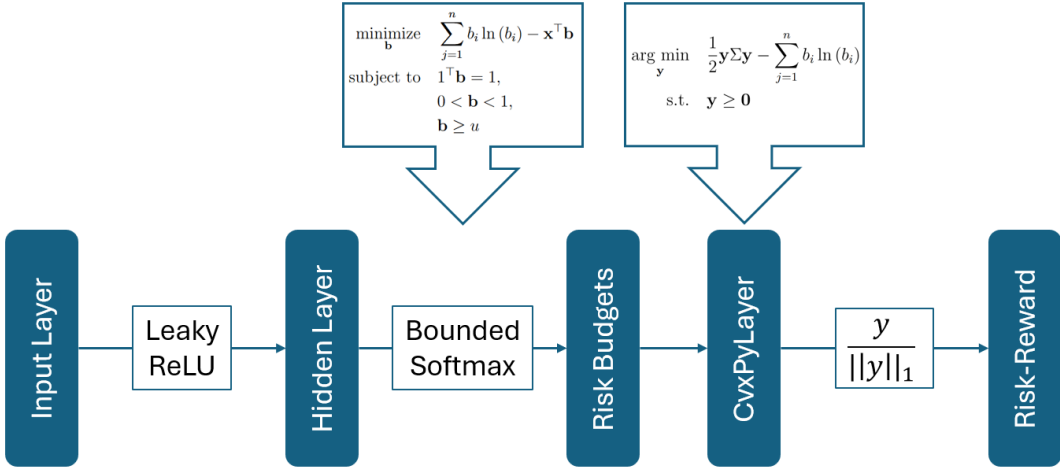 minimize b ∑_{j=1}^{n} b_i ln (b_i) − x^⊤ b
subject to 1^⊤ b = 1,
0 < b < 1,
b ≥ u
arg min y 1/2 yΣy − ∑_{j=1}^{n} b_i ln (b_i)
s.t. y ≥ 0
Input Layer
Leaky
ReLU
Hidden Layer
Bounded
Softmax
Risk Budgets
CvxPyLayer
y
||y||_1
Risk-Reward